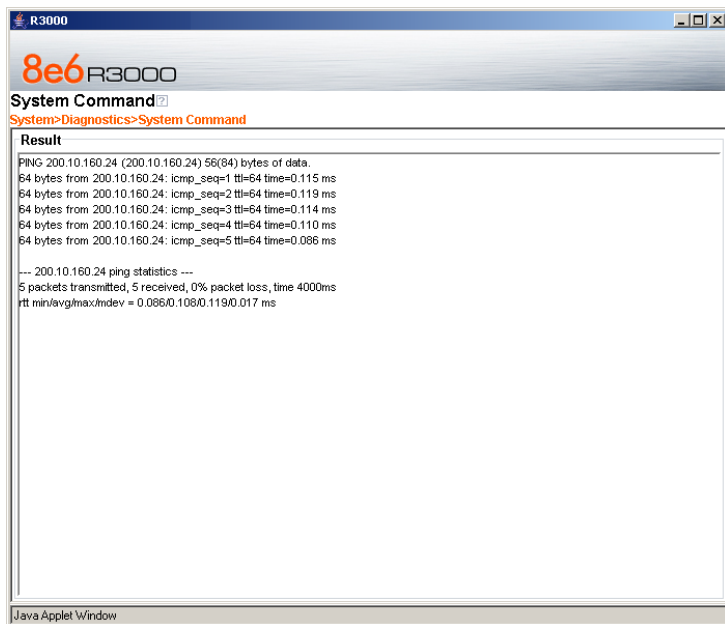 R3000
8e6 R3000
System Command
System>Diagnostics>System Command
Result
PING 200.10.160.24 (200.10.160.24) 56(84) bytes of data.
64 bytes from 200.10.160.24: icmp_seq=1 ttl=64 time=0.115 ms
64 bytes from 200.10.160.24: icmp_seq=2 ttl=64 time=0.119 ms
64 bytes from 200.10.160.24: icmp_seq=3 ttl=64 time=0.114 ms
64 bytes from 200.10.160.24: icmp_seq=4 ttl=64 time=0.110 ms
64 bytes from 200.10.160.24: icmp_seq=5 ttl=64 time=0.086 ms
--- 200.10.160.24 ping statistics ---
5 packets transmitted, 5 received, 0% packet loss, time 4000ms
rtt min/avg/max/mdev = 0.086/0.108/0.119/0.017 ms
Java Applet Window